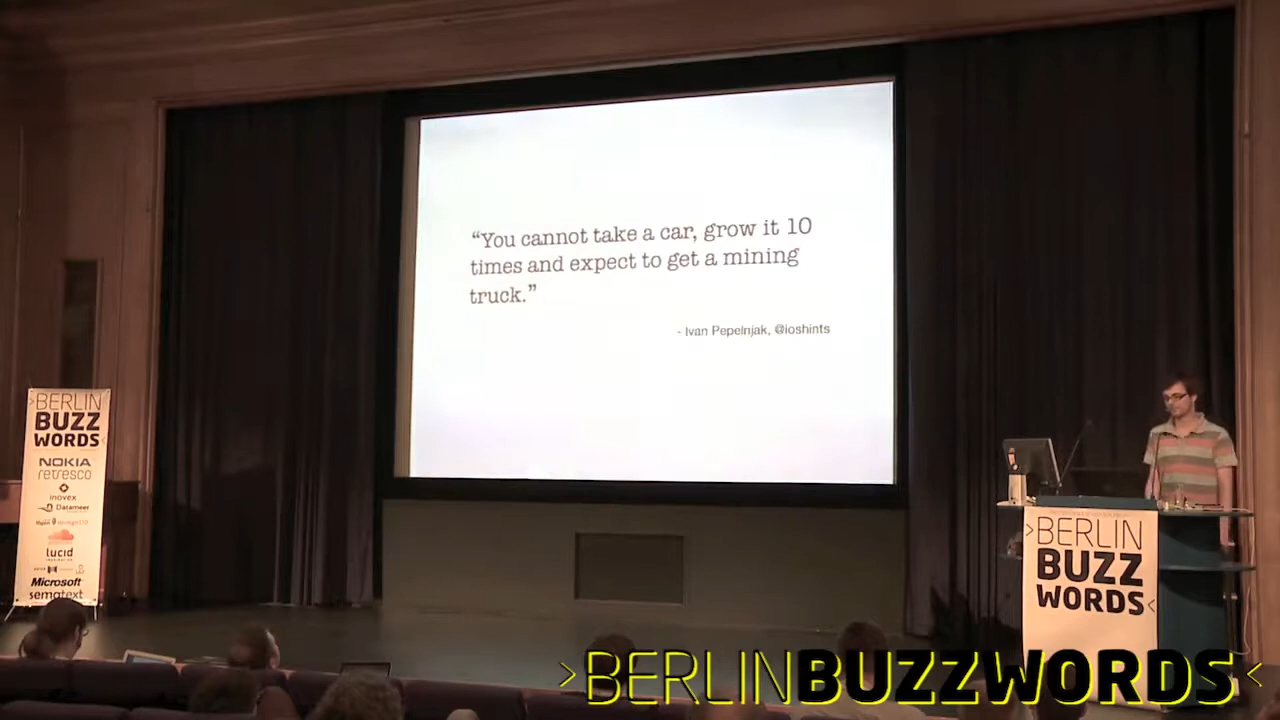 “You cannot take a car, grow it 10
times and expect to get a mining
truck.”
- Ivan Pepelnjak, @ioshints
>BERLIN
BUZZ
WORDS<
NOKIA
retresco
inovex
Datameer
lucid
Microsoft
sematext
>BERLIN
BUZZ
WORDS<
>BERLINBUZZWORDS<